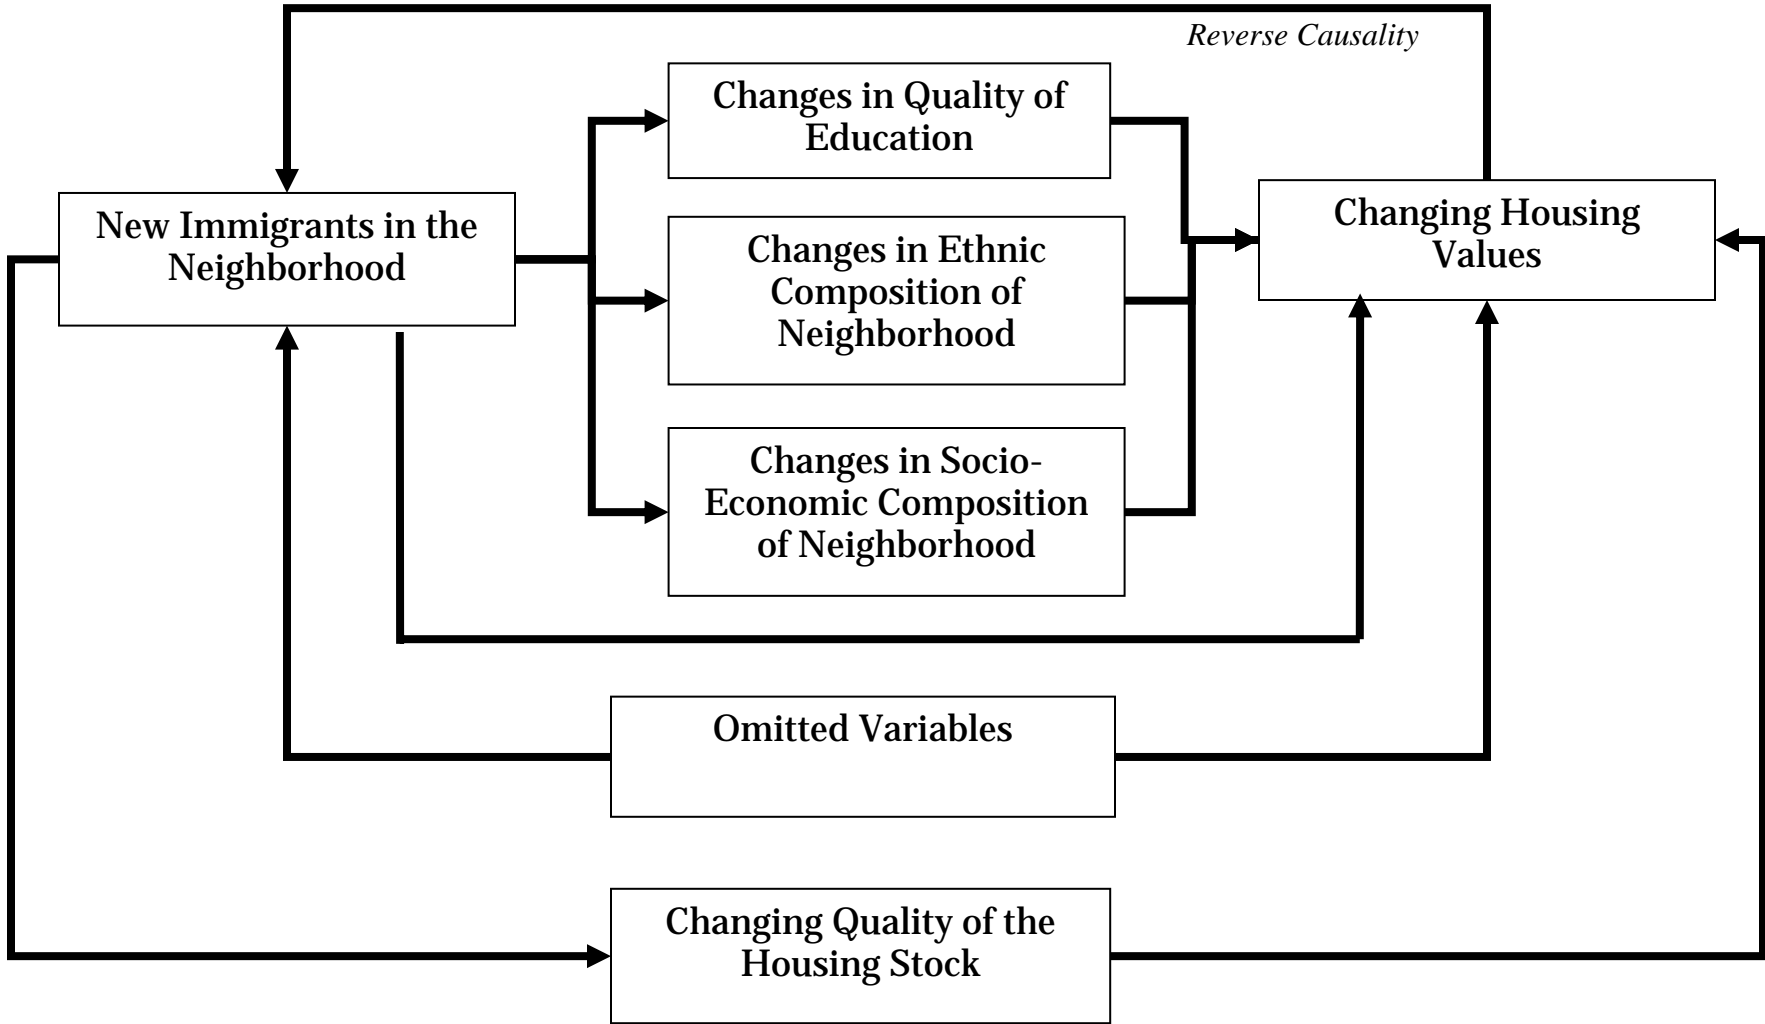 Reverse Causality
Changes in Quality of
Education
New Immigrants in the
Neighborhood
Changes in Ethnic
Composition of
Neighborhood
Changing Housing
Values
Changes in Socio-
Economic Composition
of Neighborhood
Omitted Variables
Changing Quality of the
Housing Stock